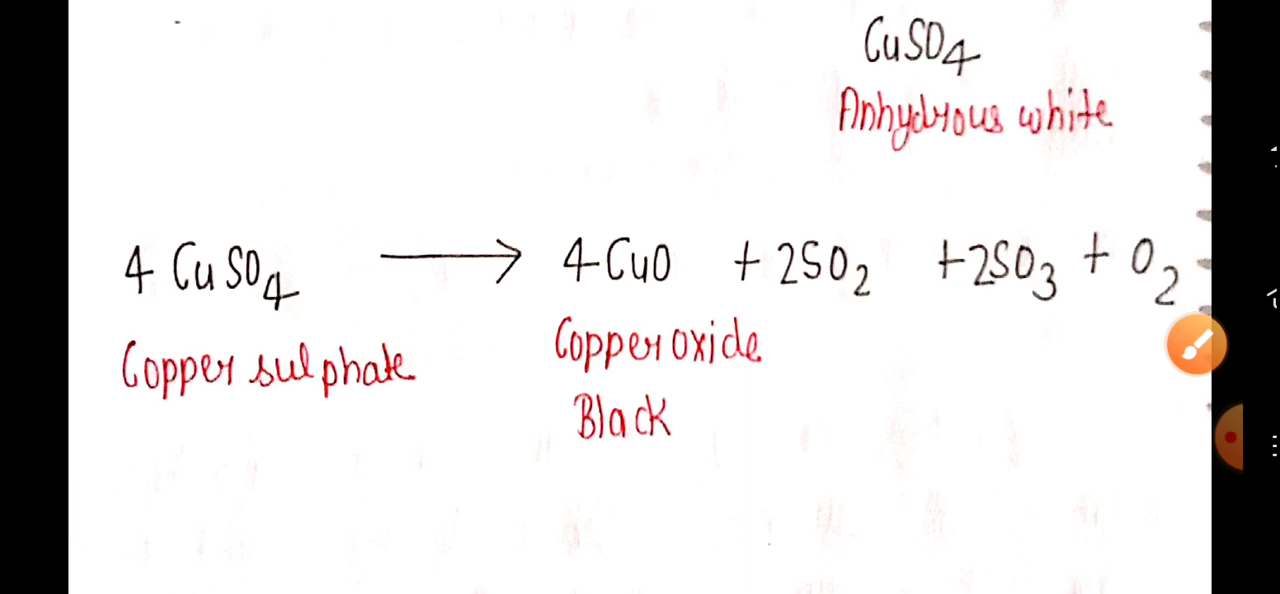 CuSO4
Anhydrous white
4 CuSO4 ⟶ 4CuO + 2SO2 + 2SO3 + O2
Copper sulphate
Copper oxide
Black